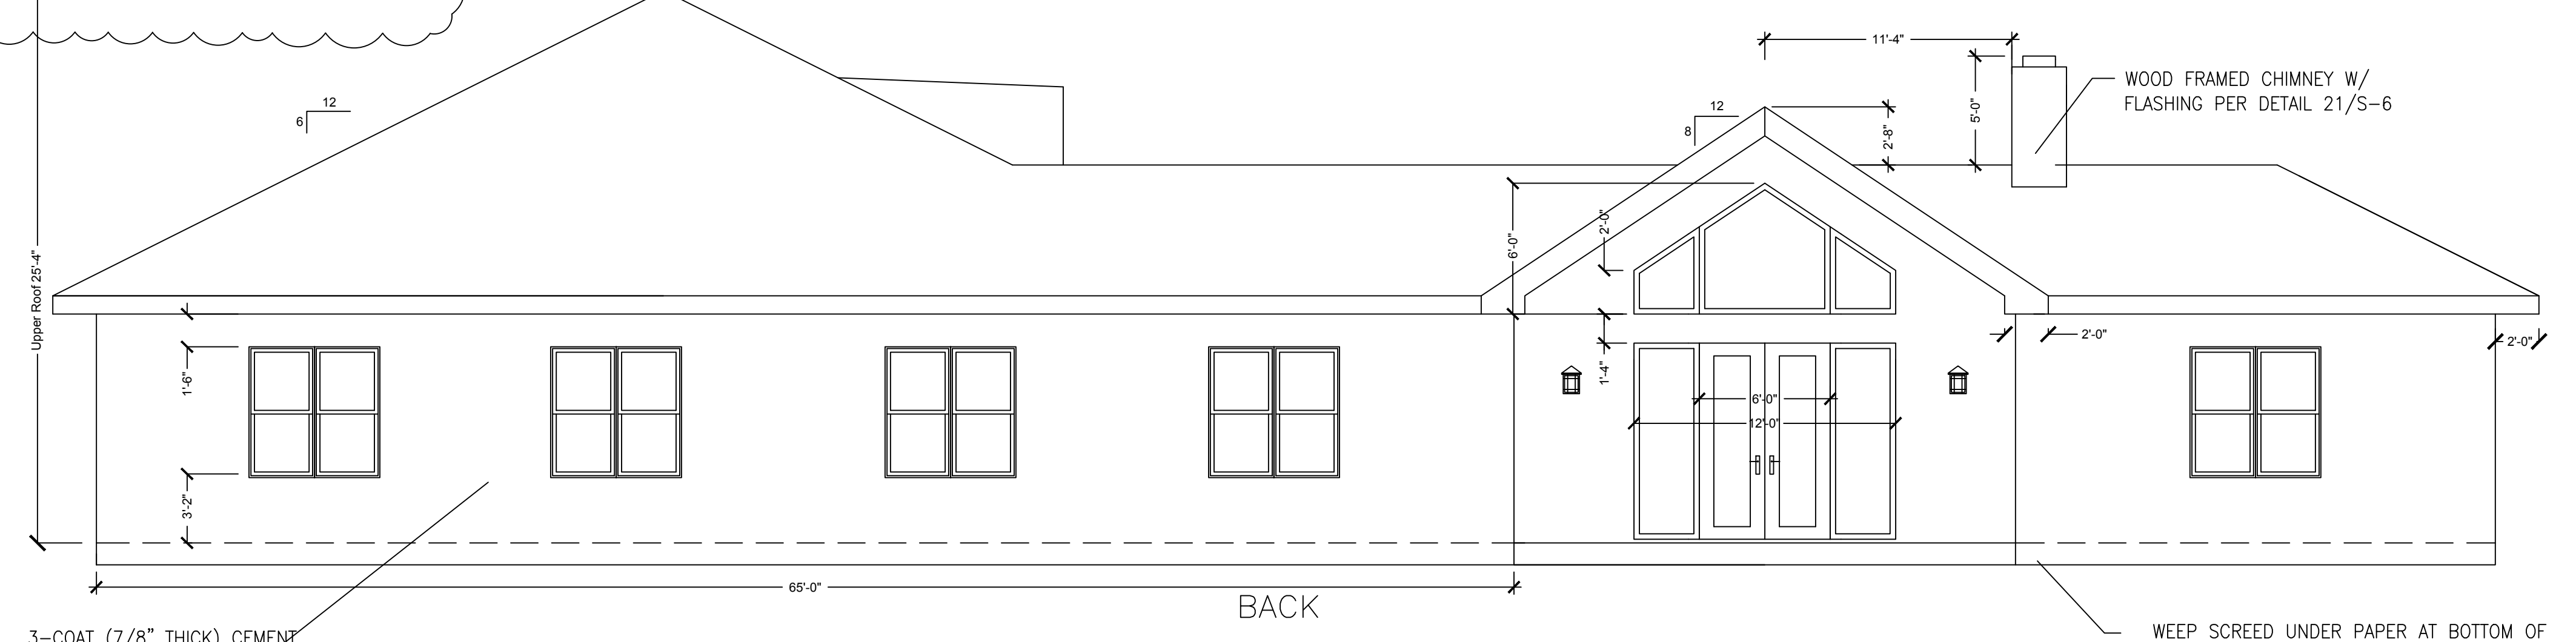 11'-4"
WOOD FRAMED CHIMNEY W/
FLASHING PER DETAIL 21/S-6
5'-0"
12
6
12
8
2'-8"
2'-0"
6'-0"
Upper Roof 25'-4"
2'-0"
2'-0"
1'-6"
1'-4"
6'-0"
12'-0"
3'-2"
65'-0"
BACK
3-COAT (7/8" THICK) CEMENT
WEEP SCREED UNDER PAPER AT BOTTOM OF